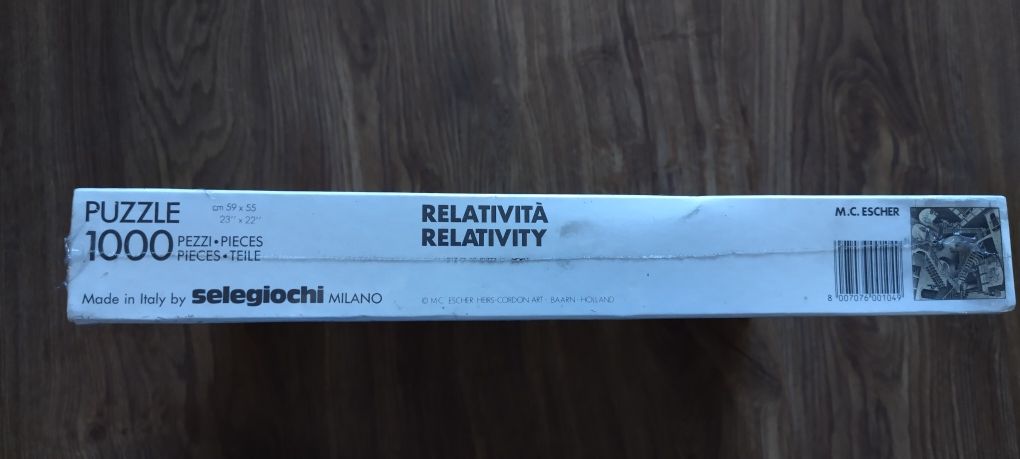 PUZZLE
cm 59 x 55
23'' x 22''
1000
PEZZI • PIECES
PiECES • TEILE
Made in Italy by selegiochi MILANO
RELATIVITÀ
RELATIVITY
© M.C. ESCHER HEIRS-CORDON ART - BAARN - HOLLAND
M.C. ESCHER
8 007076 001049